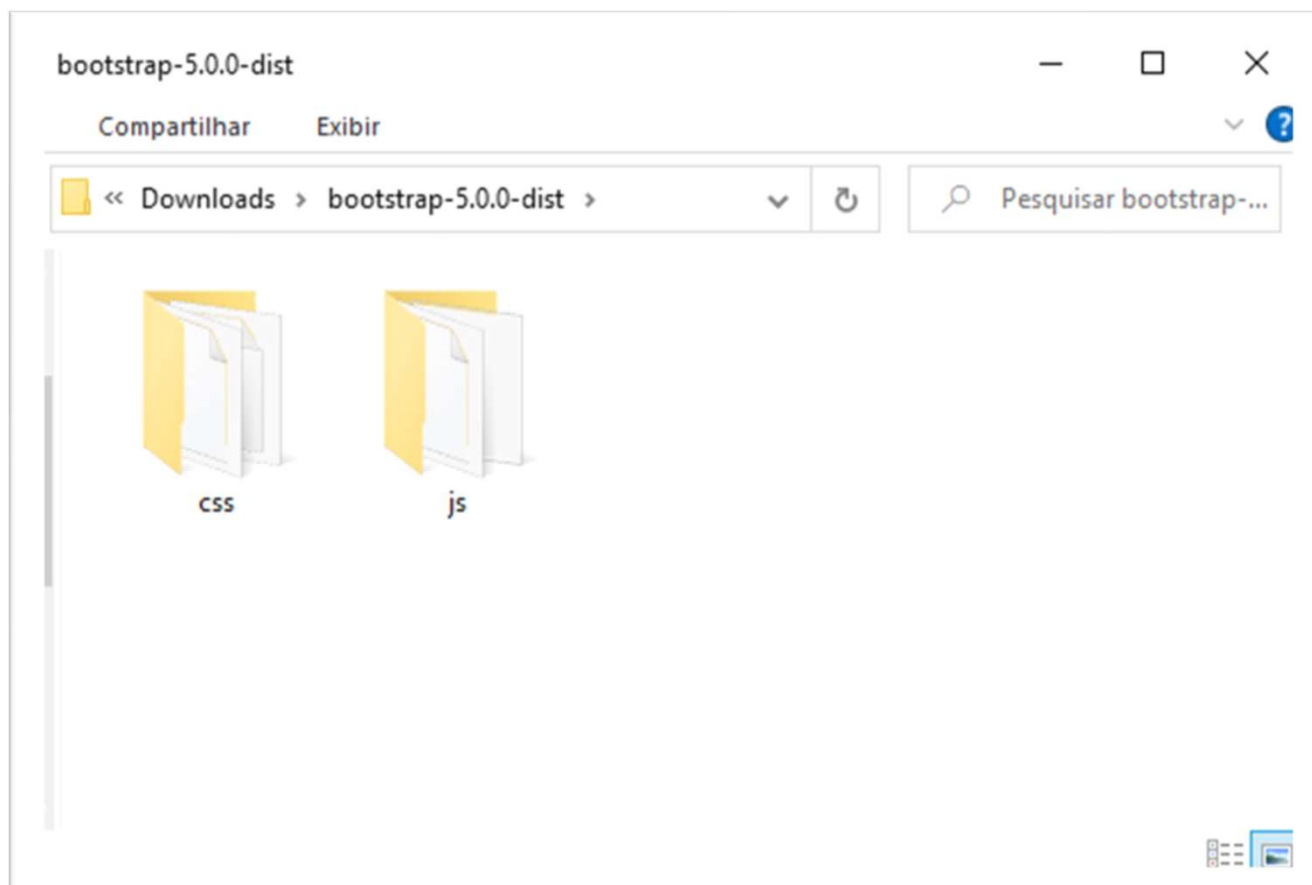 bootstrap-5.0.0-dist
Compartilhar Exibir ?
« Downloads > bootstrap-5.0.0-dist > Pesquisar bootstrap-...
css js